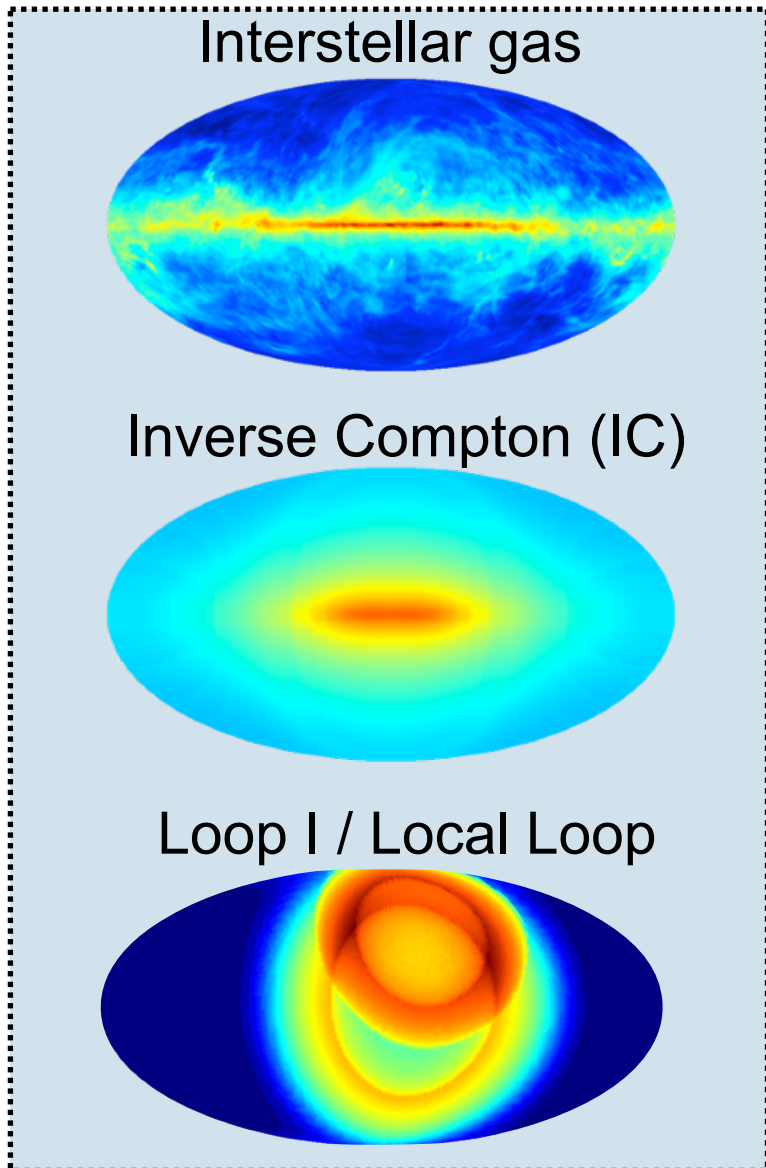 Interstellar gas
Inverse Compton (IC)
Loop I / Local Loop